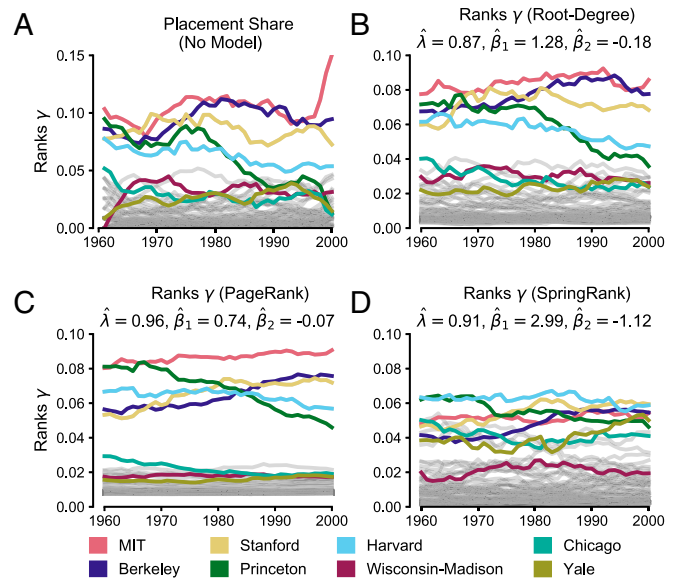 A
Placement Share
(No Model)
0.15
0.10
0.05
0.00
Ranks γ
1960 1970 1980 1990 2000
B
Ranks γ (Root-Degree)
λ̂ = 0.87, β̂₁ = 1.28, β̂₂ = -0.18
0.10
0.08
0.06
0.04
0.02
0.00
1960 1970 1980 1990 2000
C
Ranks γ (PageRank)
λ̂ = 0.96, β̂₁ = 0.74, β̂₂ = -0.07
0.10
0.08
0.06
0.04
0.02
0.00
Ranks γ
1960 1970 1980 1990 2000
D
Ranks γ (SpringRank)
λ̂ = 0.91, β̂₁ = 2.99, β̂₂ = -1.12
0.10
0.08
0.06
0.04
0.02
0.00
1960 1970 1980 1990 2000
MIT Stanford Harvard Chicago
Berkeley Princeton Wisconsin-Madison Yale